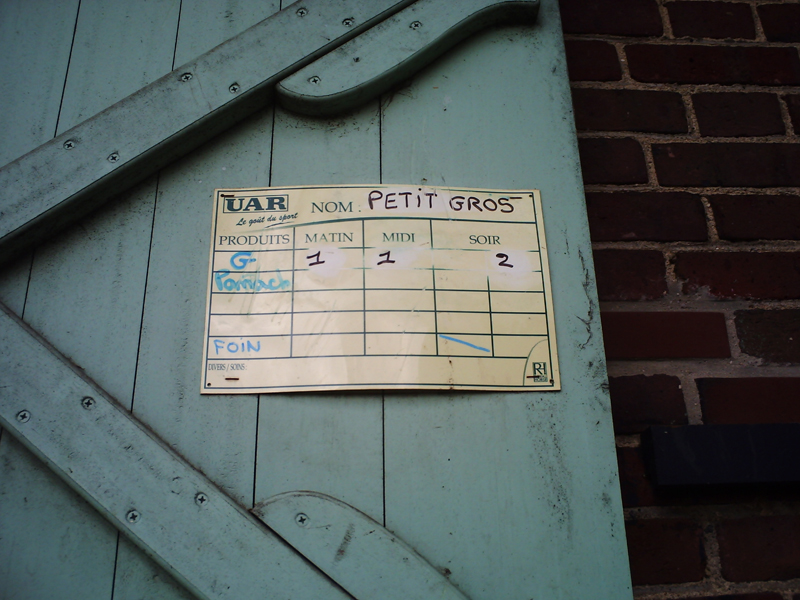 UAR
Le goût du sport
NOM : PETIT GROS
PRODUITS MATIN MIDI SOIR
G 1 1 2
FOIN
DIVERS / SOINS :